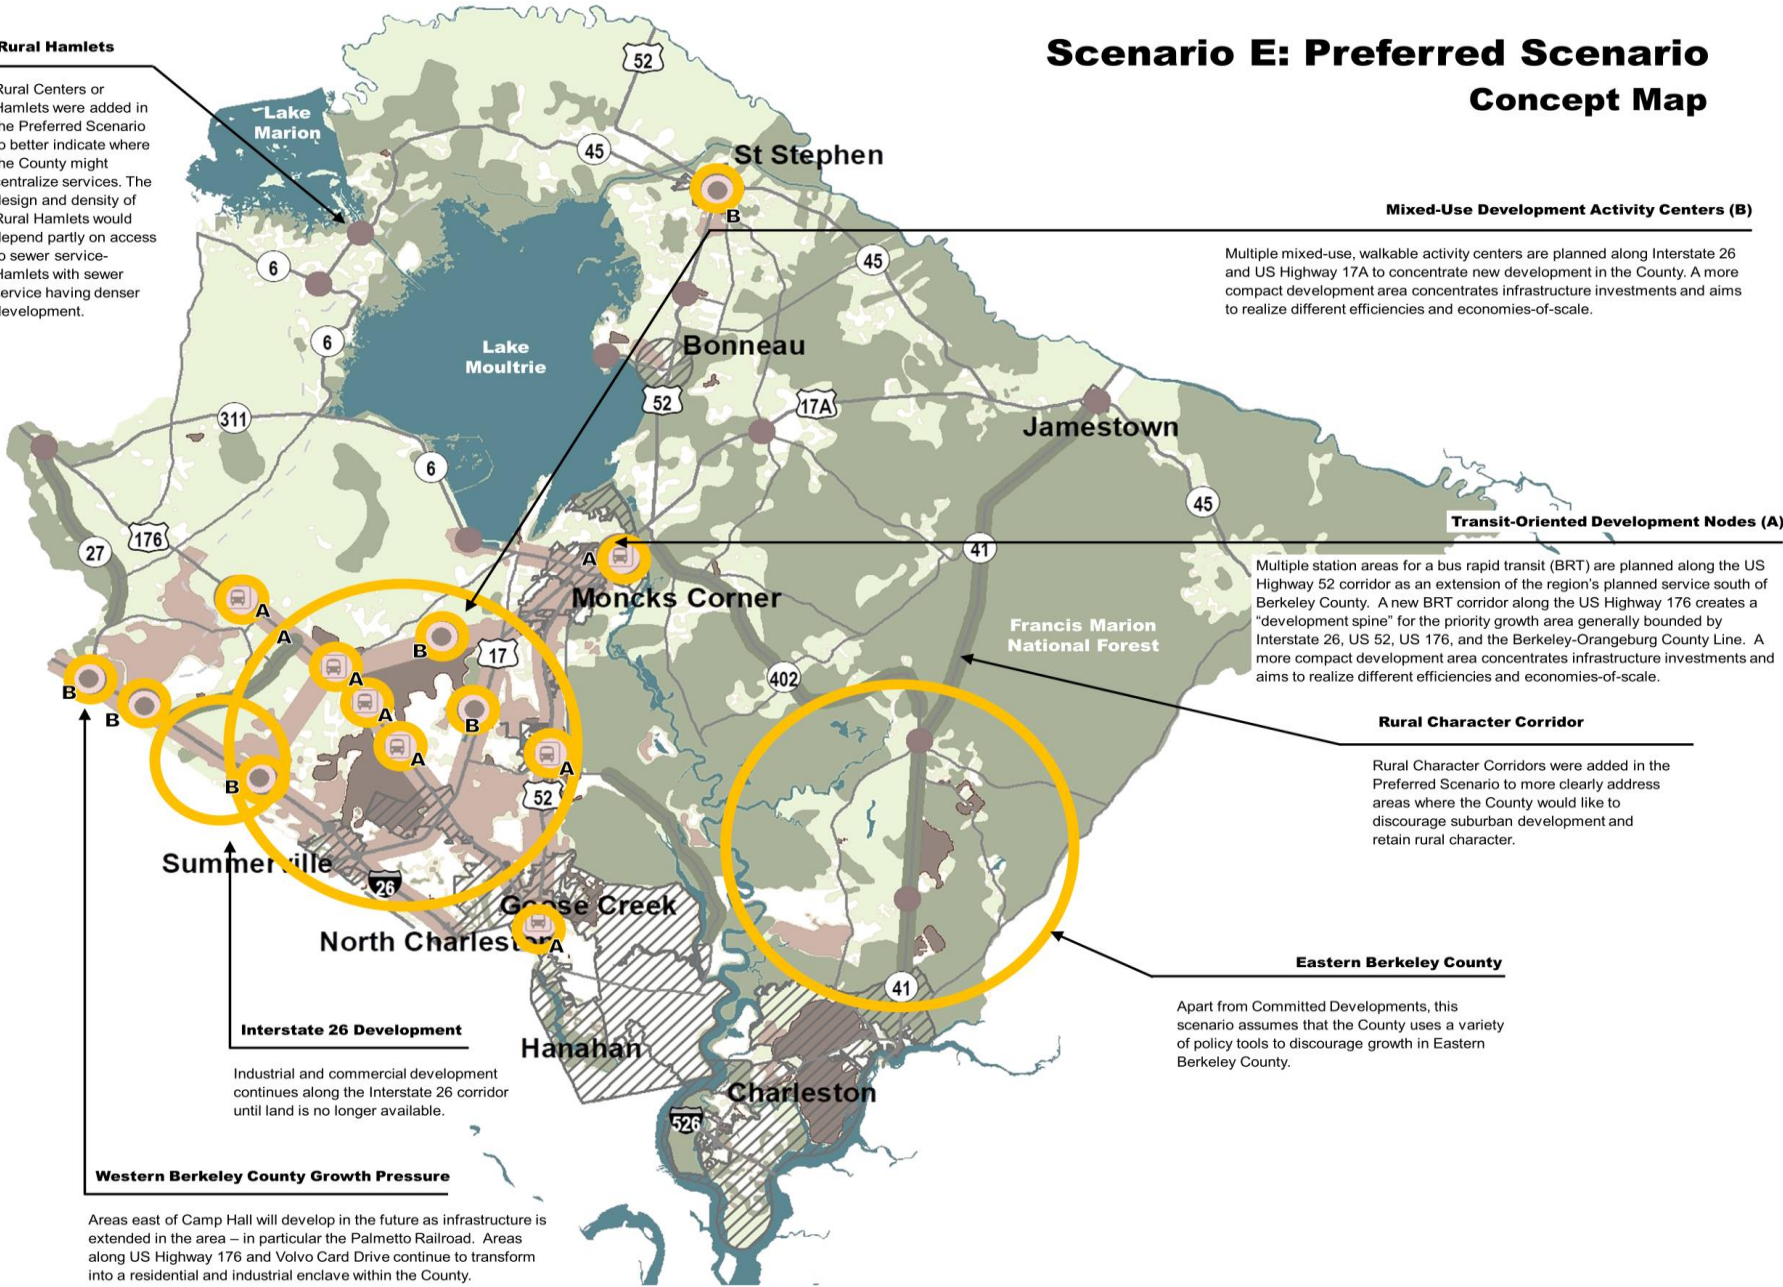 Scenario E: Preferred Scenario
Concept Map
Rural Hamlets
Rural Centers or
Hamlets were added in
the Preferred Scenario
to better indicate where
the County might
centralize services. The
design and density of
Rural Hamlets would
depend partly on access
to sewer service-
Hamlets with sewer
service having denser
development.
Mixed-Use Development Activity Centers (B)
Multiple mixed-use, walkable activity centers are planned along Interstate 26
and US Highway 17A to concentrate new development in the County. A more
compact development area concentrates infrastructure investments and aims
to realize different efficiencies and economies-of-scale.
Transit-Oriented Development Nodes (A)
Multiple station areas for a bus rapid transit (BRT) are planned along the US
Highway 52 corridor as an extension of the region's planned service south of
Berkeley County. A new BRT corridor along the US Highway 176 creates a
“development spine” for the priority growth area generally bounded by
Interstate 26, US 52, US 176, and the Berkeley-Orangeburg County Line. A
more compact development area concentrates infrastructure investments and
aims to realize different efficiencies and economies-of-scale.
Rural Character Corridor
Rural Character Corridors were added in the
Preferred Scenario to more clearly address
areas where the County would like to
discourage suburban development and
retain rural character.
Eastern Berkeley County
Apart from Committed Developments, this
scenario assumes that the County uses a variety
of policy tools to discourage growth in Eastern
Berkeley County.
Interstate 26 Development
Industrial and commercial development
continues along the Interstate 26 corridor
until land is no longer available.
Western Berkeley County Growth Pressure
Areas east of Camp Hall will develop in the future as infrastructure is
extended in the area – in particular the Palmetto Railroad. Areas
along US Highway 176 and Volvo Card Drive continue to transform
into a residential and industrial enclave within the County.
52
Lake
Marion
45
St Stephen
B
6
45
6
Lake
Moultrie
Bonneau
52
17A
311
Jamestown
6
45
176
27
41
A
Moncks Corner
A
A
Francis Marion
National Forest
B
17
A
402
B
B
A
B
A
A
B
52
Summerville
26
Goose Creek
North Charleston
A
41
Hanahan
Charleston
526